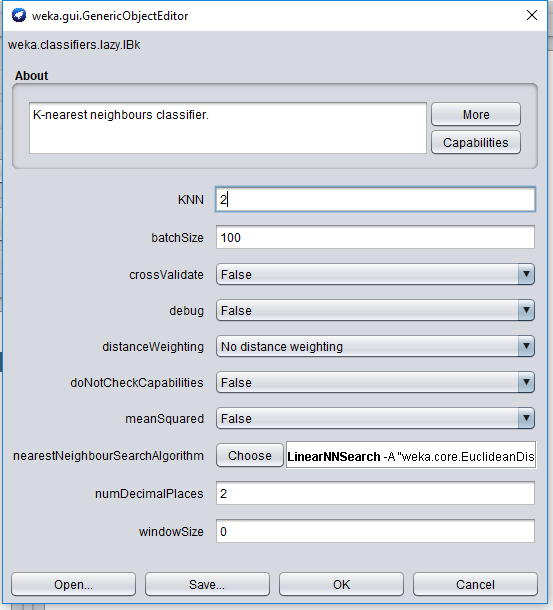 weka.gui.GenericObjectEditor
weka.classifiers.lazy.IBk
About
K-nearest neighbours classifier.
More
Capabilities
KNN 2
batchSize 100
crossValidate False
debug False
distanceWeighting No distance weighting
doNotCheckCapabilities False
meanSquared False
nearestNeighbourSearchAlgorithm Choose LinearNNSearch -A "weka.core.EuclideanDis
numDecimalPlaces 2
windowSize 0
Open... Save... OK Cancel